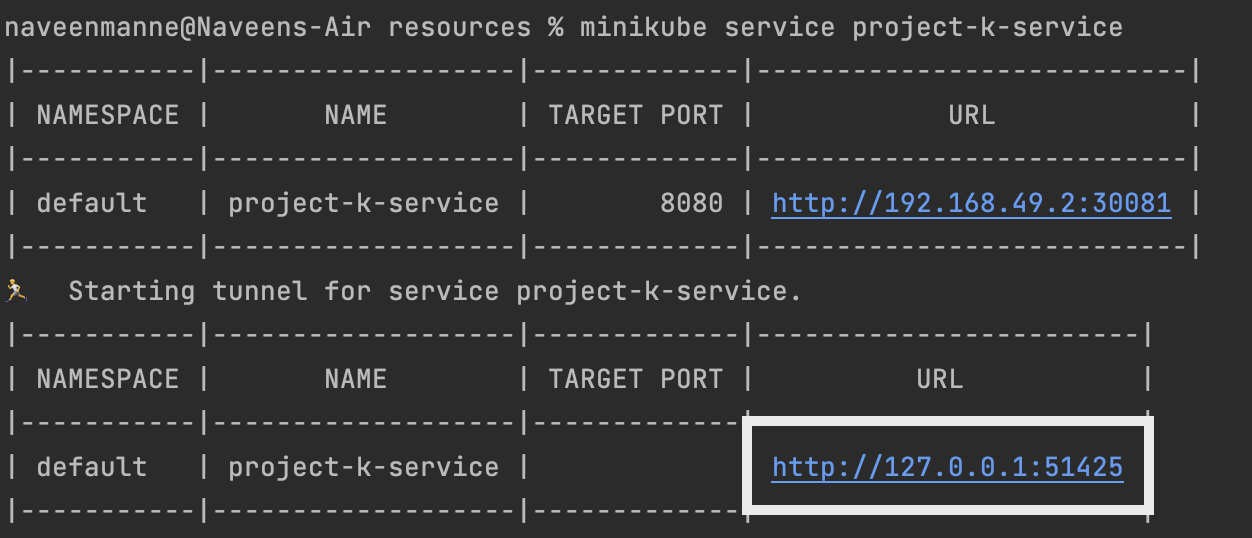 naveenmanne@Naveens-Air resources % minikube service project-k-service
|-----------|-------------------|-------------|---------------------------|
| NAMESPACE |       NAME        | TARGET PORT |            URL            |
|-----------|-------------------|-------------|---------------------------|
| default   | project-k-service |        8080 | http://192.168.49.2:30081 |
|-----------|-------------------|-------------|---------------------------|
🏃  Starting tunnel for service project-k-service.
|-----------|-------------------|-------------|------------------------|
| NAMESPACE |       NAME        | TARGET PORT |          URL           |
|-----------|-------------------|-------------|
| default   | project-k-service |             http://127.0.0.1:51425
|-----------|-------------------|-------------|